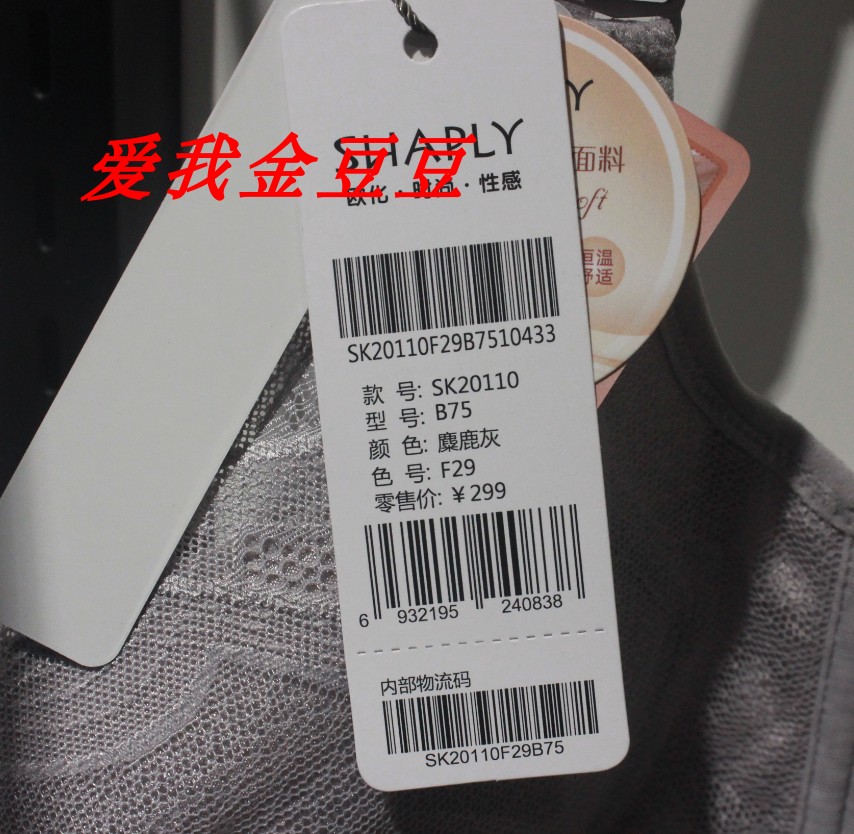 SHAPLY
爱我金豆豆
欧化·时尚·性感
Y
面料
oft
恒温
舒适
SK20110F29B7510433
款 号: SK20110
型 号: B75
颜 色: 麋鹿灰
色 号: F29
零售价: ¥299
6 932195 240838
内部物流码
SK20110F29B75